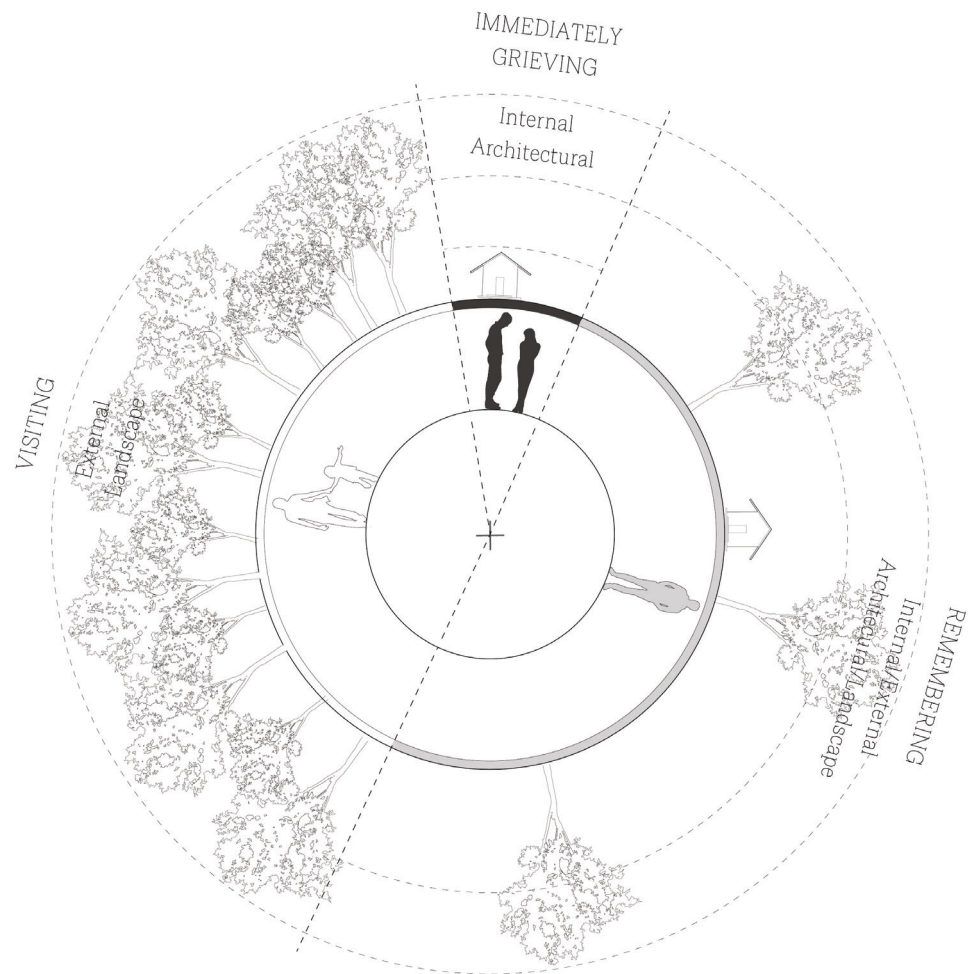 IMMEDIATELY
GRIEVING
Internal
Architectural
VISITING
External
Landscape
REMEMBERING
Internal/External
Architectural/Landscape